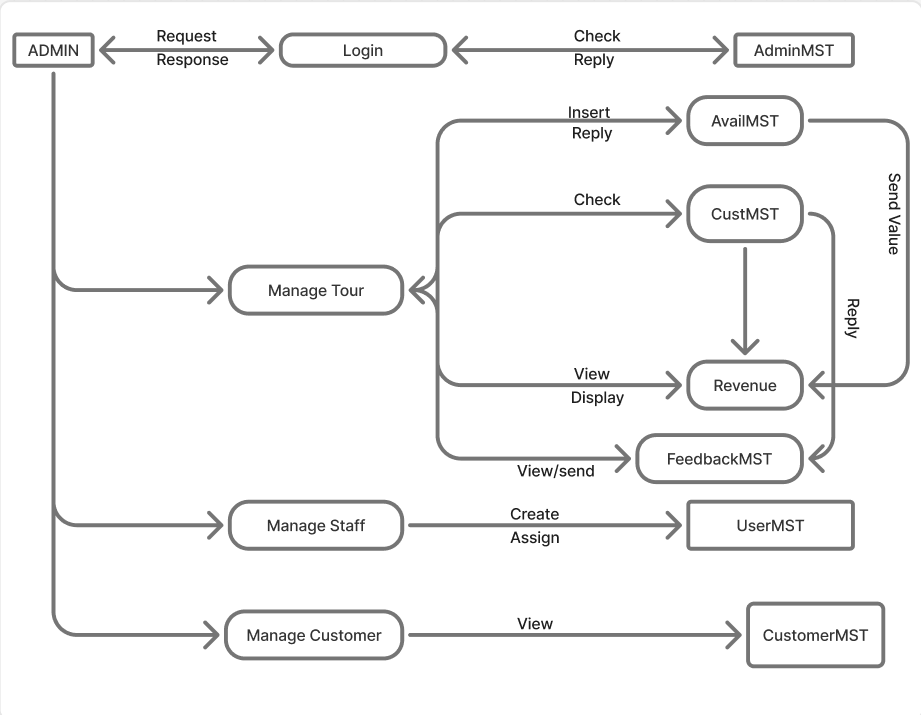 Request
ADMIN
Response
Login
Check
Reply
AdminMST
Insert
Reply
AvailMST
Send Value
Check
CustMST
Manage Tour
Reply
View
Display
Revenue
View/send
FeedbackMST
Manage Staff
Create
Assign
UserMST
Manage Customer
View
CustomerMST